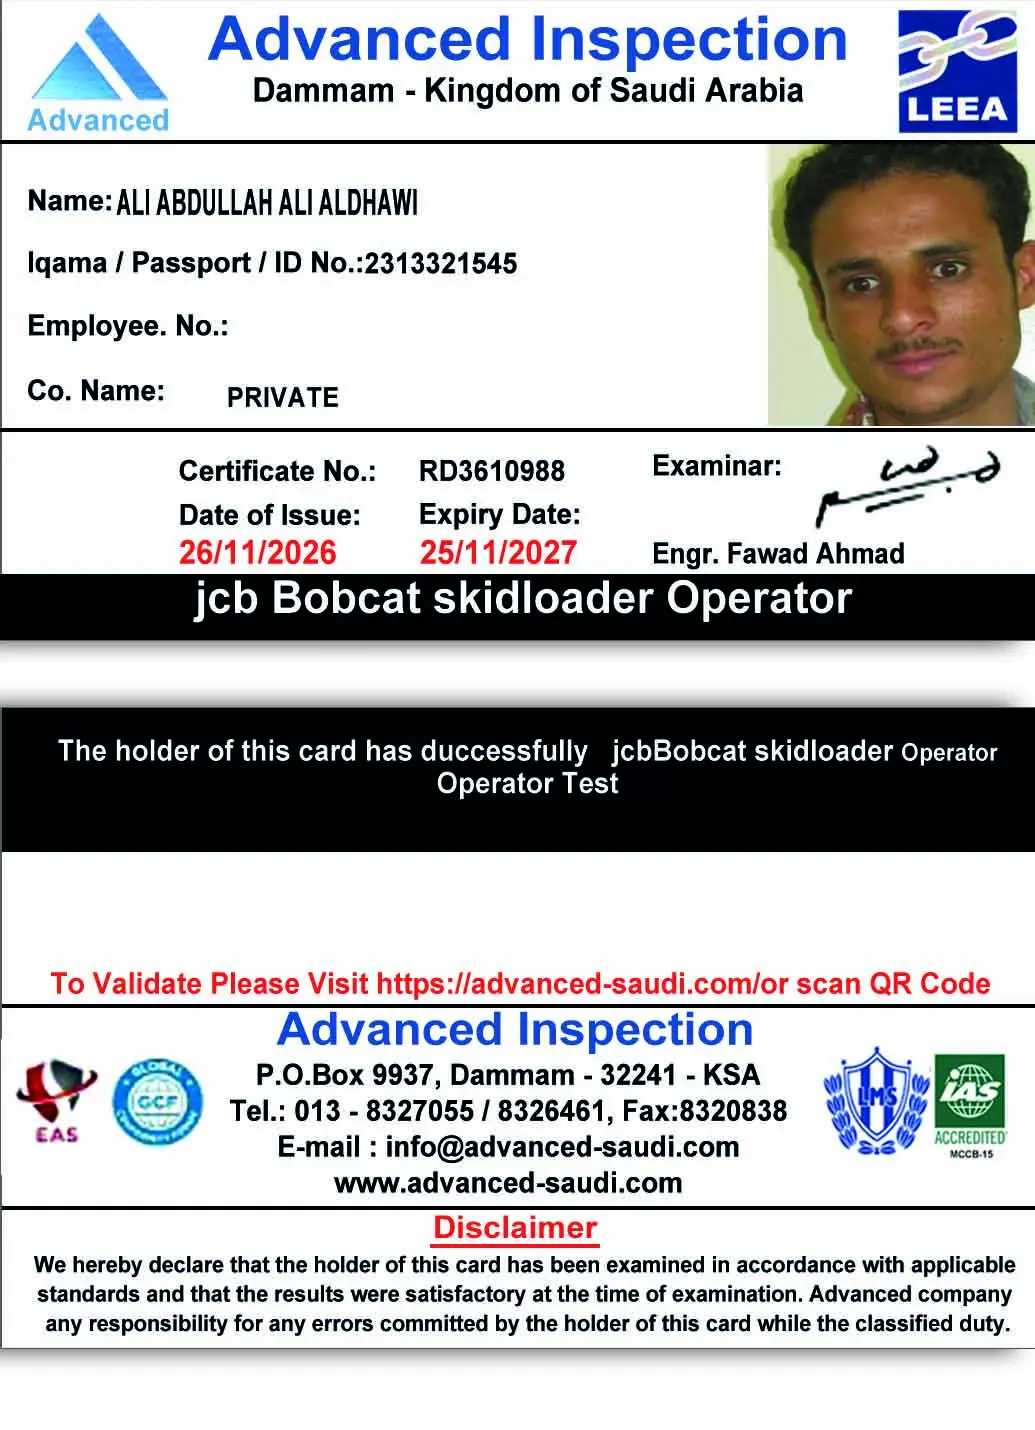 Advanced Inspection
Dammam - Kingdom of Saudi Arabia
Advanced
LEEA
Name: ALI ABDULLAH ALI ALDHAWI
Iqama / Passport / ID No.:2313321545
Employee. No.:
Co. Name: PRIVATE
Certificate No.: RD3610988
Examinar:
Date of Issue: Expiry Date:
26/11/2026 25/11/2027
Engr. Fawad Ahmad
jcb Bobcat skidloader Operator
The holder of this card has duccessfully jcbBobcat skidloader Operator
Operator Test
To Validate Please Visit https://advanced-saudi.com/or scan QR Code
Advanced Inspection
P.O.Box 9937, Dammam - 32241 - KSA
Tel.: 013 - 8327055 / 8326461, Fax:8320838
E-mail : info@advanced-saudi.com
www.advanced-saudi.com
EAS
GLOBAL
GCF
LMS
IAS
ACCREDITED
MCCB-15
Disclaimer
We hereby declare that the holder of this card has been examined in accordance with applicable
standards and that the results were satisfactory at the time of examination. Advanced company
any responsibility for any errors committed by the holder of this card while the classified duty.